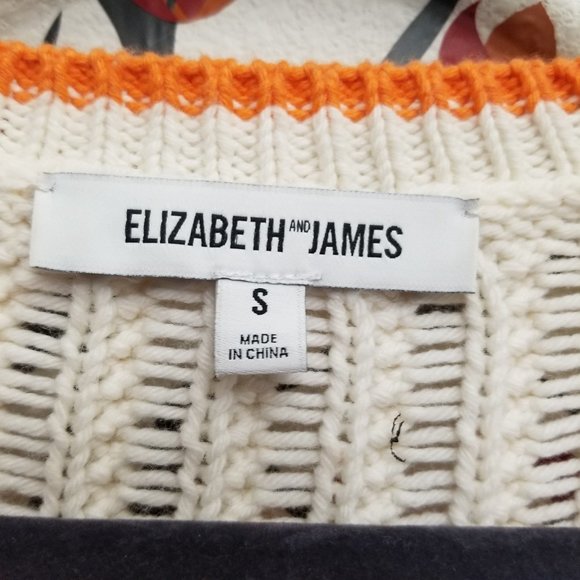 ELIZABETH AND JAMES
S
MADE
IN CHINA